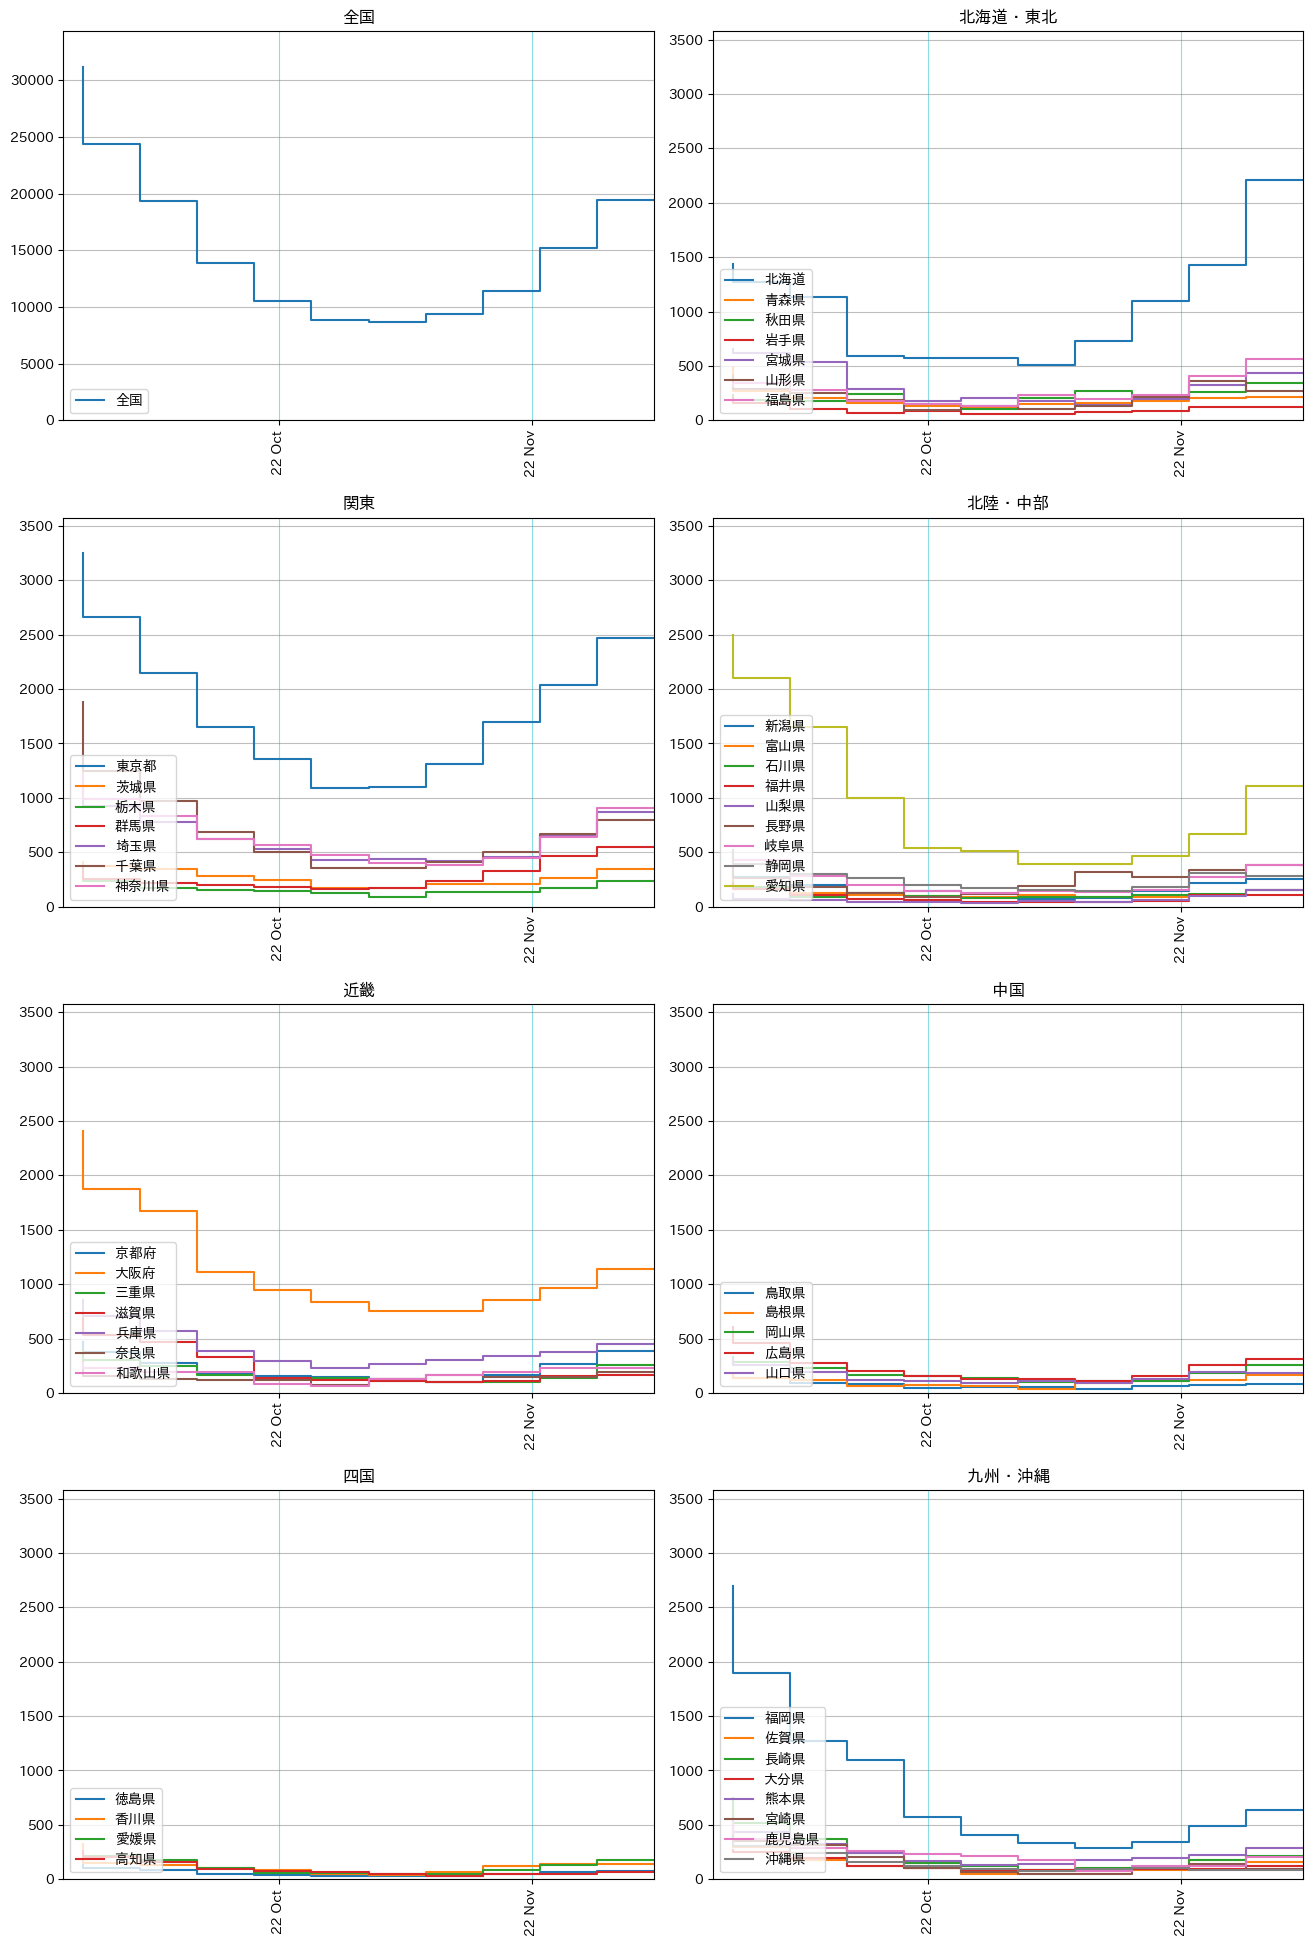 全国
30000
25000
20000
15000
10000
5000
0
全国
22 Oct
22 Nov
北海道・東北
3500
3000
2500
2000
1500
1000
500
0
北海道
青森県
秋田県
岩手県
宮城県
山形県
福島県
22 Oct
22 Nov
関東
3500
3000
2500
2000
1500
1000
500
0
東京都
茨城県
栃木県
群馬県
埼玉県
千葉県
神奈川県
22 Oct
22 Nov
北陸・中部
3500
3000
2500
2000
1500
1000
500
0
新潟県
富山県
石川県
福井県
山梨県
長野県
岐阜県
静岡県
愛知県
22 Oct
22 Nov
近畿
3500
3000
2500
2000
1500
1000
500
0
京都府
大阪府
三重県
滋賀県
兵庫県
奈良県
和歌山県
22 Oct
22 Nov
中国
3500
3000
2500
2000
1500
1000
500
0
鳥取県
島根県
岡山県
広島県
山口県
22 Oct
22 Nov
四国
3500
3000
2500
2000
1500
1000
500
0
徳島県
香川県
愛媛県
高知県
22 Oct
22 Nov
九州・沖縄
3500
3000
2500
2000
1500
1000
500
0
福岡県
佐賀県
長崎県
大分県
熊本県
宮崎県
鹿児島県
沖縄県
22 Oct
22 Nov